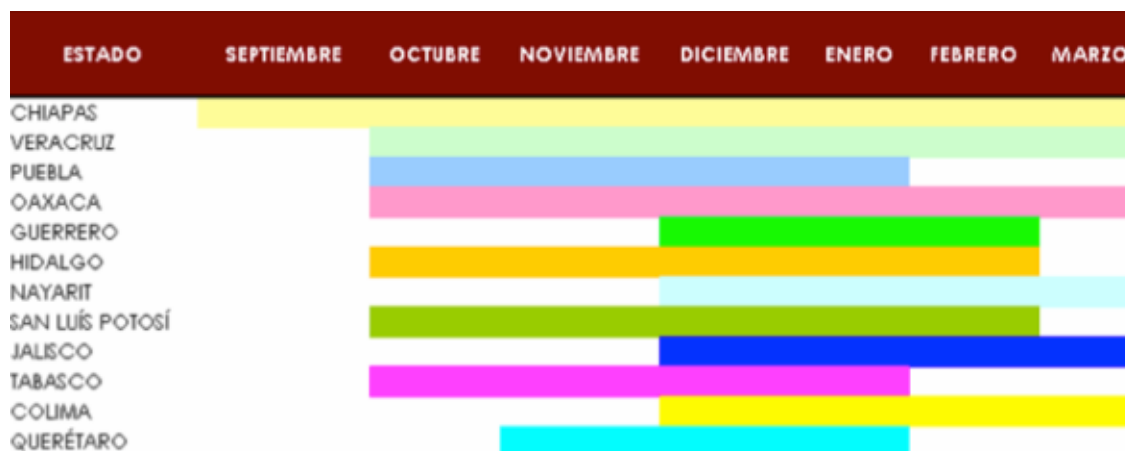 ESTADO SEPTIEMBRE OCTUBRE NOVIEMBRE DICIEMBRE ENERO FEBRERO MARZO
CHIAPAS
VERACRUZ
PUEBLA
OAXACA
GUERRERO
HIDALGO
NAYARIT
SAN LUÍS POTOSÍ
JALISCO
TABASCO
COLIMA
QUERÉTARO